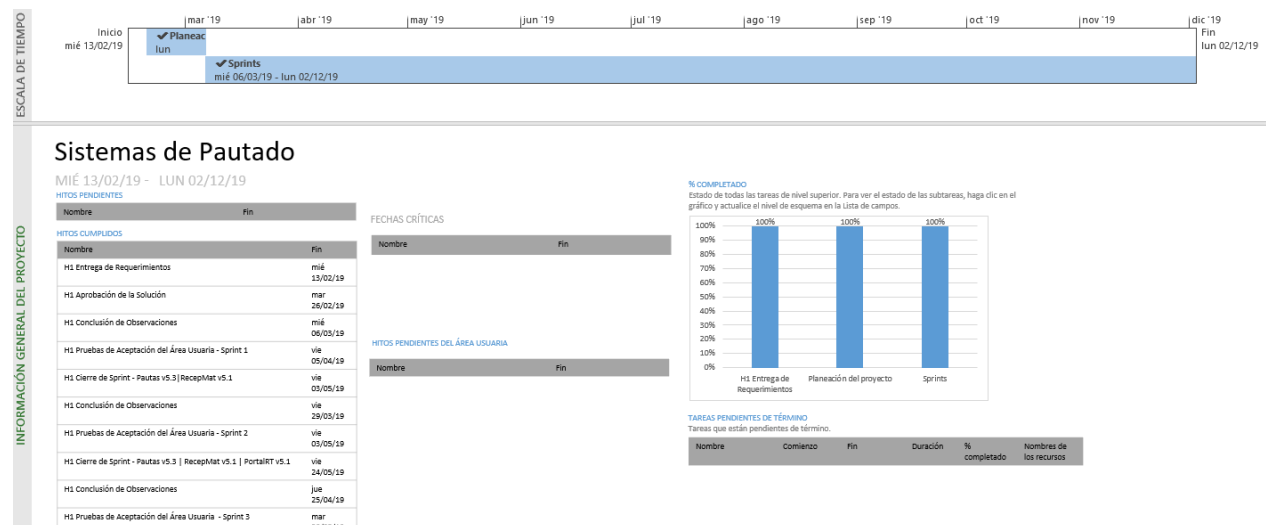 ESCALA DE TIEMPO
mar '19 abr '19 may '19 jun '19 jul '19 ago '19 sep '19 oct '19 nov '19 dic '19
Inicio
mié 13/02/19
Planeac
lun
Sprints
mié 06/03/19 - lun 02/12/19
Fin
lun 02/12/19
INFORMACIÓN GENERAL DEL PROYECTO
Sistemas de Pautado
MIÉ 13/02/19 - LUN 02/12/19
HITOS PENDIENTES
Nombre Fin
HITOS CUMPLIDOS
Nombre Fin
H1 Entrega de Requerimientos mié
13/02/19
H1 Aprobación de la Solución mar
26/02/19
H1 Conclusión de Observaciones mié
06/03/19
H1 Pruebas de Aceptación del Área Usuaria - Sprint 1 vie
05/04/19
H1 Cierre de Sprint - Pautas v5.3|RecepMat v5.1 vie
03/05/19
H1 Conclusión de Observaciones vie
29/03/19
H1 Pruebas de Aceptación del Área Usuaria - Sprint 2 vie
03/05/19
H1 Cierre de Sprint - Pautas v5.3 | RecepMat v5.1 | PortalRT v5.1 vie
24/05/19
H1 Conclusión de Observaciones jue
25/04/19
H1 Pruebas de Aceptación del Área Usuaria - Sprint 3 mar
FECHAS CRÍTICAS
Nombre Fin
HITOS PENDIENTES DEL ÁREA USUARIA
Nombre Fin
% COMPLETADO
Estado de todas las tareas de nivel superior. Para ver el estado de las subtareas, haga clic en el
gráfico y actualice el nivel de esquema en la Lista de campos.
100% 100% 100%
100%
90%
80%
70%
60%
50%
40%
30%
20%
10%
0%
H1 Entrega de Planeación del proyecto Sprints
Requerimientos
TAREAS PENDIENTES DE TÉRMINO
Tareas que están pendientes de término.
Nombre Comienzo Fin Duración % Nombres de
completado los recursos